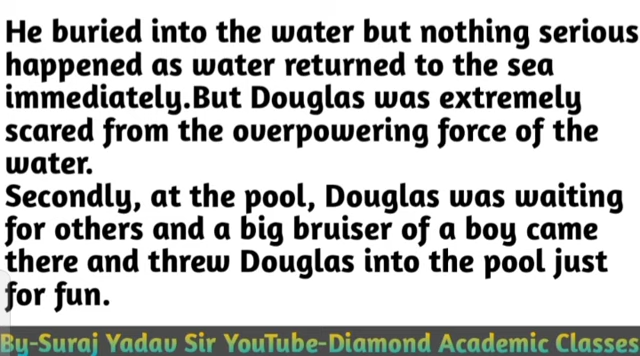 He buried into the water but nothing serious
happened as water returned to the sea
immediately.But Douglas was extremely
scared from the overpowering force of the
water.
Secondly, at the pool, Douglas was waiting
for others and a big bruiser of a boy came
there and threw Douglas into the pool just
for fun.
By-Suraj Yadav Sir YouTube-Diamond Academic Classes